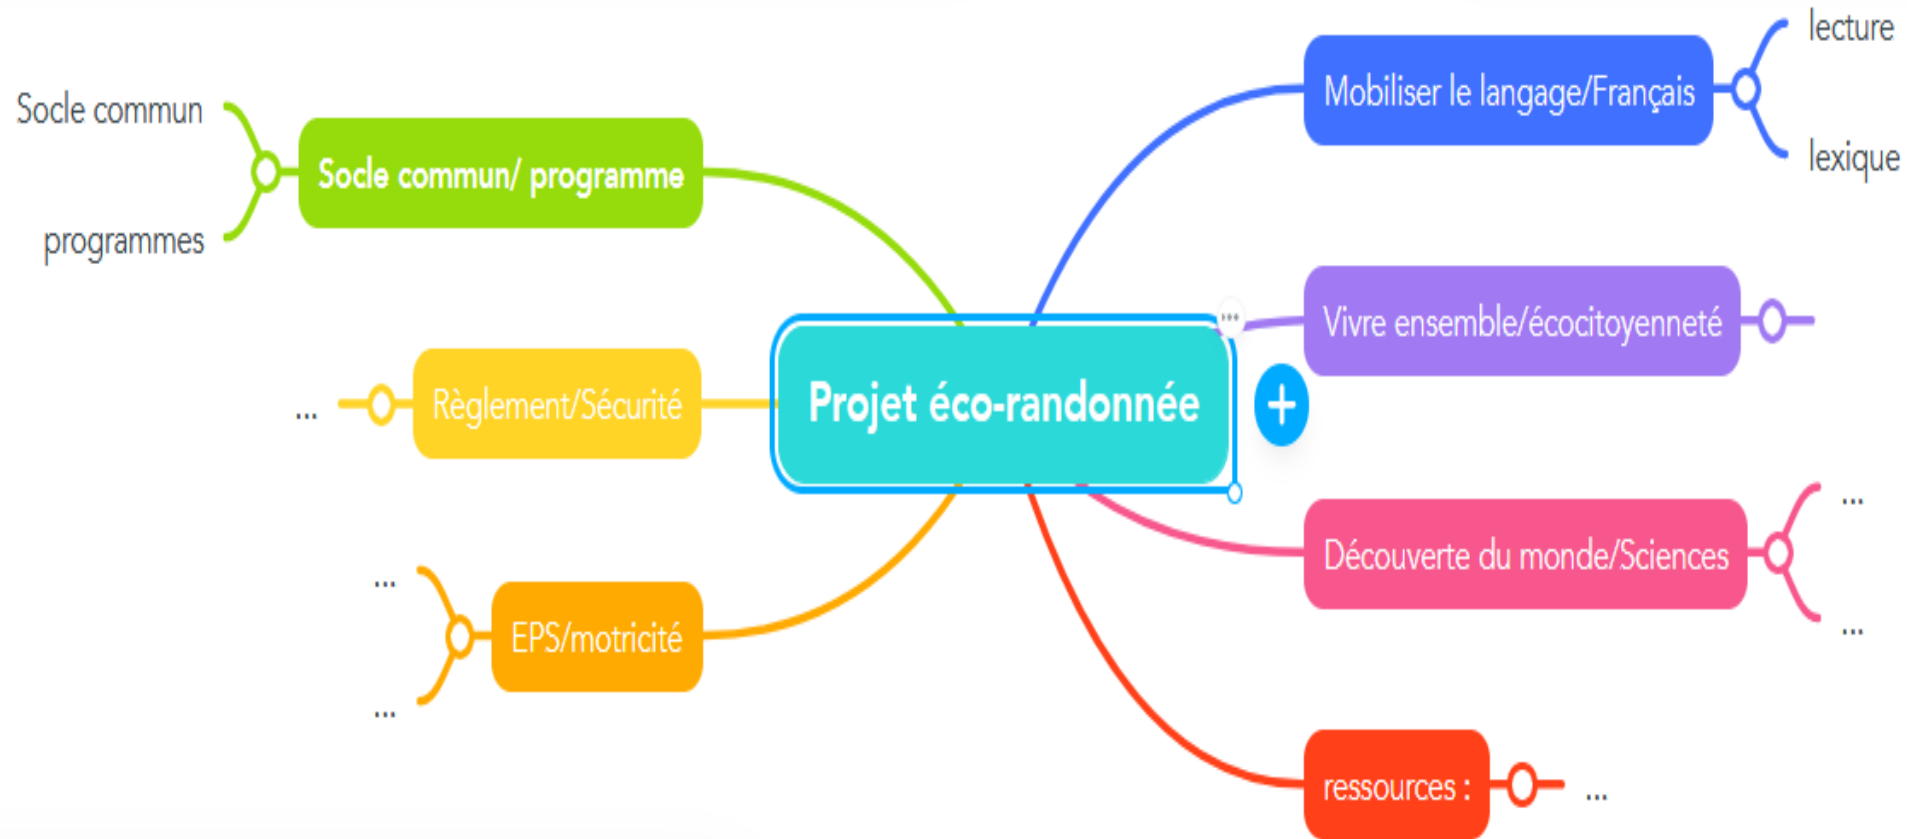 lecture
Mobiliser le langage/Français
lexique
Socle commun
Socle commun/ programme
programmes
Vivre ensemble/écocitoyenneté
...
Règlement/Sécurité
Projet éco-randonnée
+
...
Découverte du monde/Sciences
...
...
EPS/motricité
...
ressources :
...